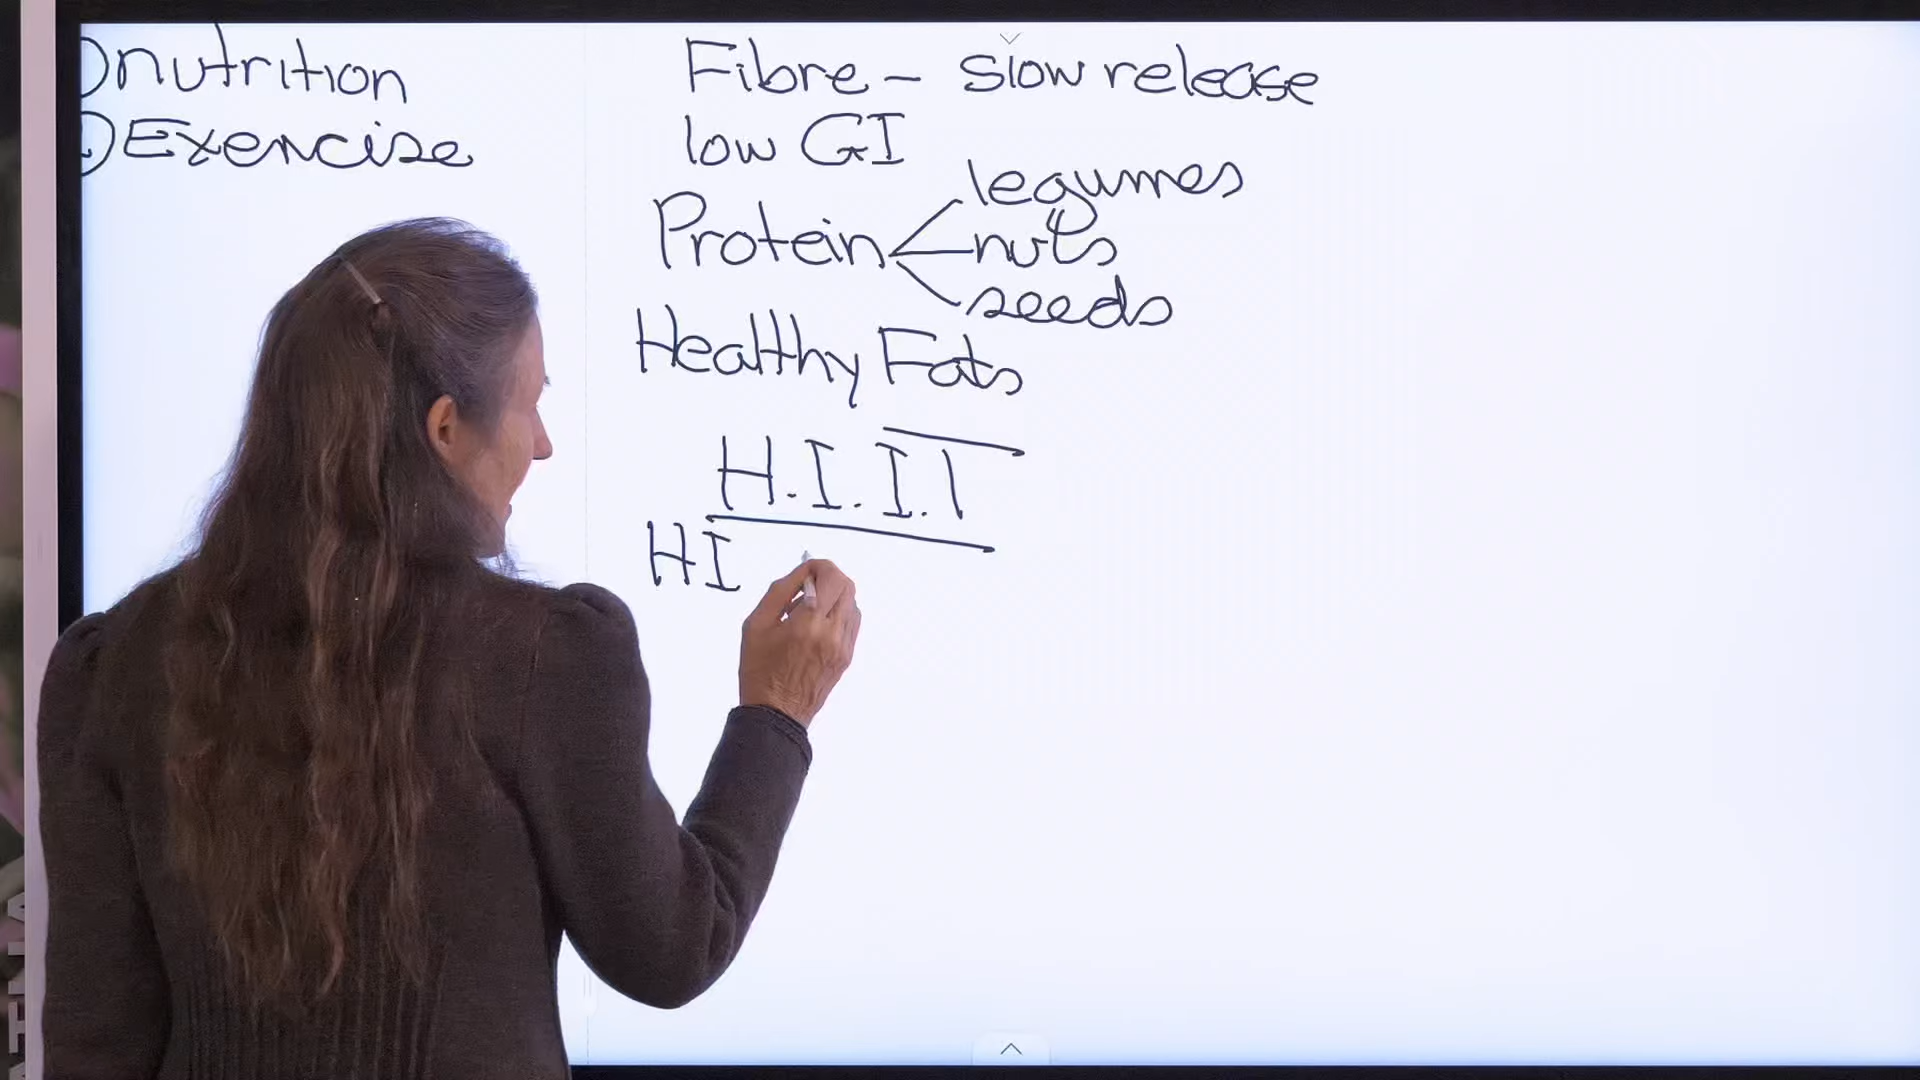 )nutrition
)Exercise
Fibre - slow release
low GI
legumes
Protein nuts
seeds
Healthy Fats
H.I.I.T
HI